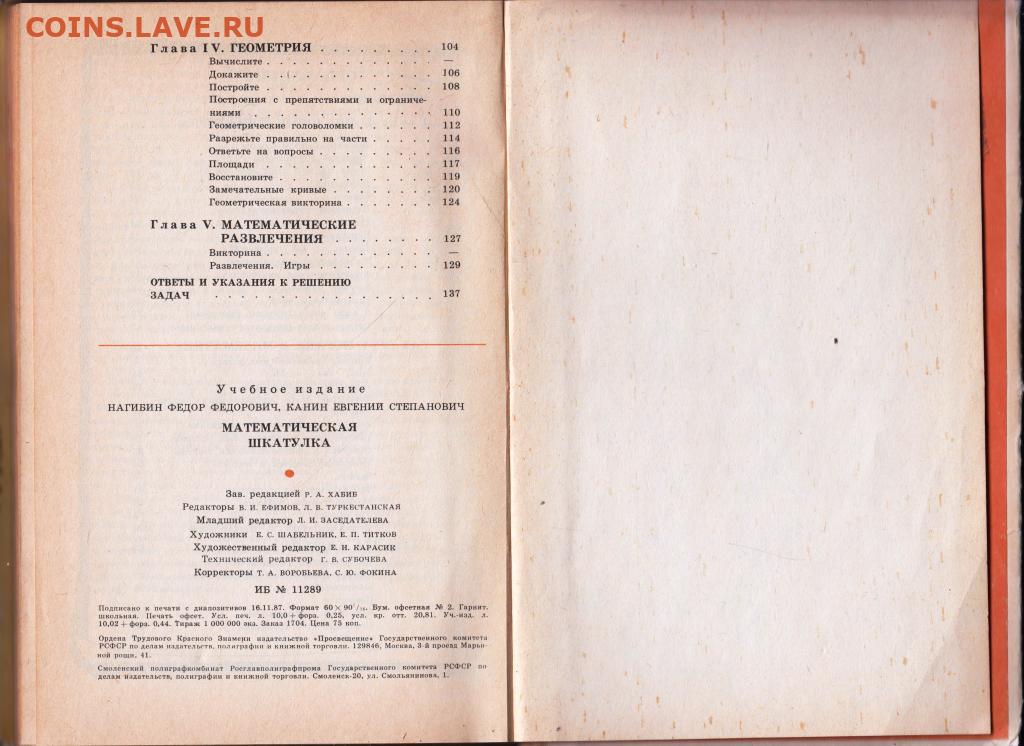 COINS.LAVE.RU
Глава IV. ГЕОМЕТРИЯ . . . . . . . . . 104
Вычислите . . . . . . . . . . . . . —
Докажите . . . . . . . . . . . . . 106
Постройте . . . . . . . . . . . . . 108
Построения с препятствиями и ограниче-
ниями . . . . . . . . . . . . . . 110
Геометрические головоломки . . . . . . 112
Разрежьте правильно на части . . . . . 114
Ответьте на вопросы . . . . . . . . . 116
Площади . . . . . . . . . . . . . 117
Восстановите . . . . . . . . . . . . 119
Замечательные кривые . . . . . . . . 120
Геометрическая викторина . . . . . . . 124
Глава V. МАТЕМАТИЧЕСКИЕ
РАЗВЛЕЧЕНИЯ . . . . . . . . 127
Викторина . . . . . . . . . . . . . —
Развлечения. Игры . . . . . . . . . 129
ОТВЕТЫ И УКАЗАНИЯ К РЕШЕНИЮ
ЗАДАЧ . . . . . . . . . . . . . . . . . 137
Учебное издание
НАГИБИН ФЕДОР ФЕДОРОВИЧ, КАНИН ЕВГЕНИЙ СТЕПАНОВИЧ
МАТЕМАТИЧЕСКАЯ
ШКАТУЛКА
Зав. редакцией Р. А. ХАБИБ
Редакторы В. И. ЕФИМОВ, Л. В. ТУРКЕСТАНСКАЯ
Младший редактор Л. И. ЗАСЕДАТЕЛЕВА
Художники Е. С. ШАБЕЛЬНИК, Е. П. ТИТКОВ
Художественный редактор Е. Н. КАРАСИК
Технический редактор Г. В. СУБОЧЕВА
Корректоры Т. А. ВОРОБЬЕВА, С. Ю. ФОКИНА
ИБ № 11289
Подписано к печати с диапозитивов 16.11.87. Формат 60×90¹/₁₆. Бум. офсетная № 2. Гарнит.
школьная. Печать офсет. Усл. печ. л. 10,0+форз. 0,25, усл. кр. отт. 20,81. Уч.-изд. л.
10,02+форз. 0,44. Тираж 1 000 000 экз. Заказ 1704. Цена 75 коп.
Ордена Трудового Красного Знамени издательство «Просвещение» Государственного комитета
РСФСР по делам издательств, полиграфии и книжной торговли. 129846, Москва, 3-й проезд Марьи-
ной рощи, 41.
Смоленский полиграфкомбинат Росглавполиграфпрома Государственного комитета РСФСР по
делам издательств, полиграфии и книжной торговли. Смоленск-20, ул. Смольянинова, 1.